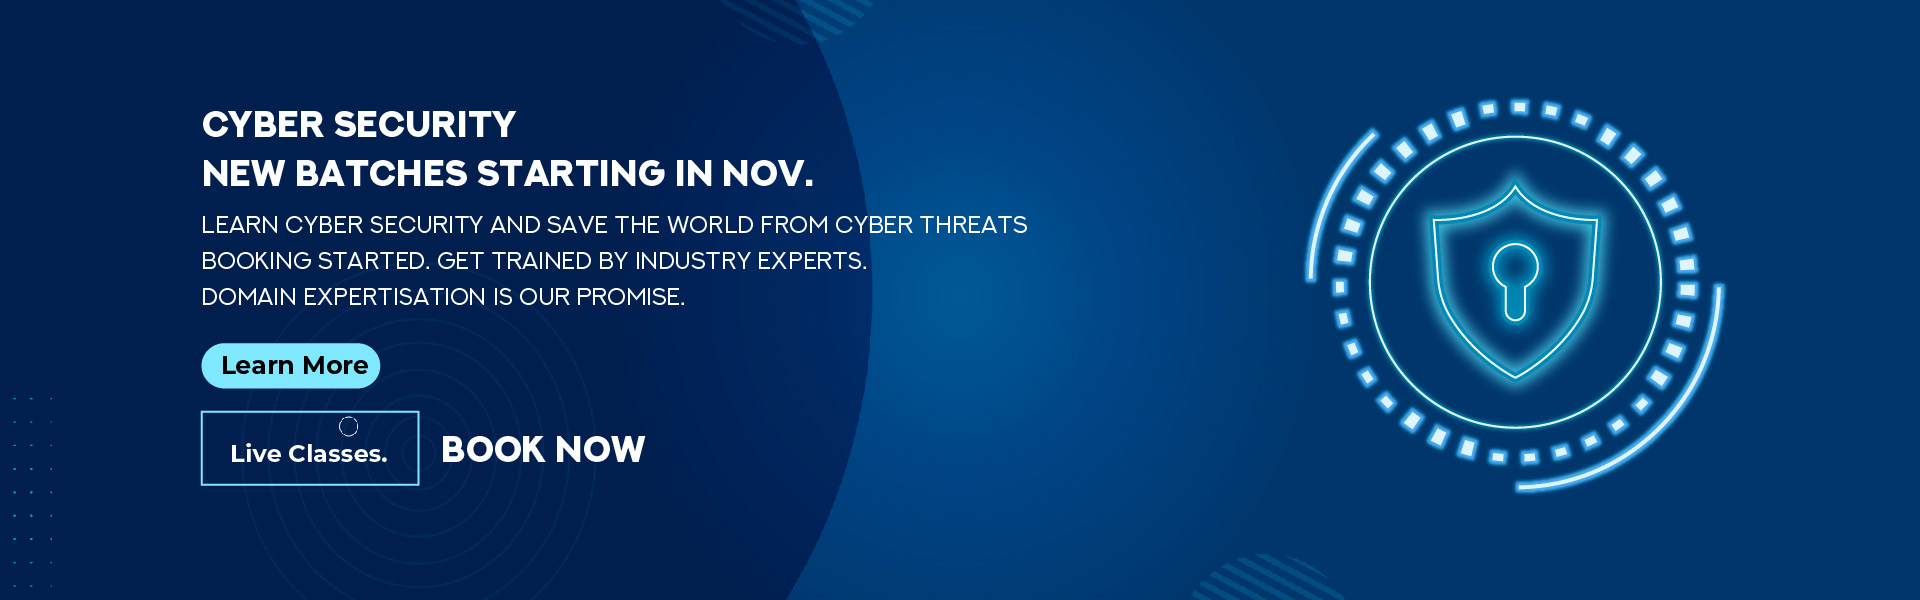 CYBER SECURITY
NEW BATCHES STARTING IN NOV.
LEARN CYBER SECURITY AND SAVE THE WORLD FROM CYBER THREATS
BOOKING STARTED. GET TRAINED BY INDUSTRY EXPERTS.
DOMAIN EXPERTISATION IS OUR PROMISE.
Learn More
Live Classes.
BOOK NOW